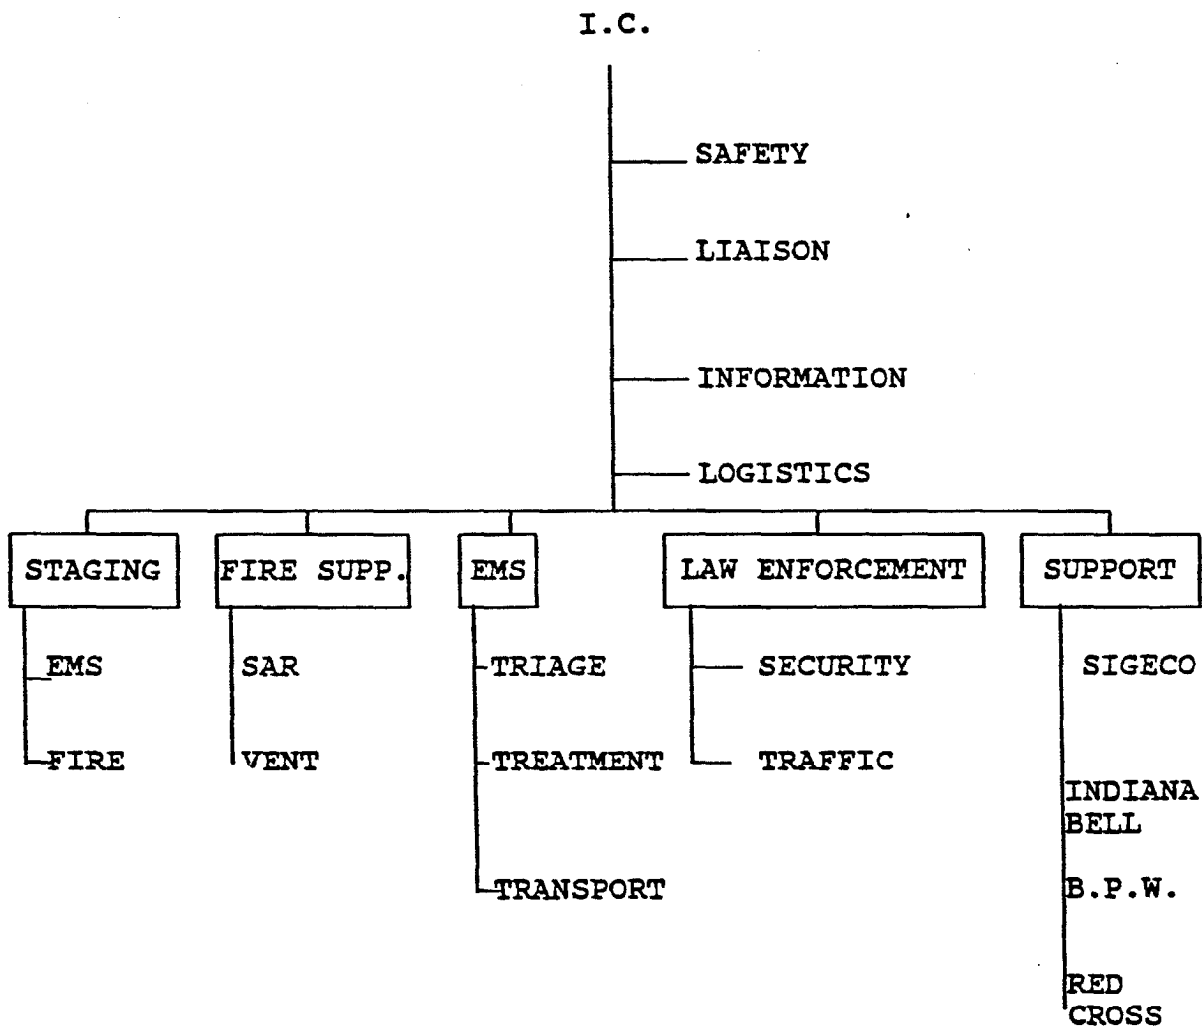 I.C.
SAFETY
LIAISON
INFORMATION
LOGISTICS
STAGING
FIRE SUPP.
EMS
LAW ENFORCEMENT
SUPPORT
EMS
FIRE
SAR
VENT
TRIAGE
TREATMENT
TRANSPORT
SECURITY
TRAFFIC
SIGECO
INDIANA
BELL
B.P.W.
RED
CROSS